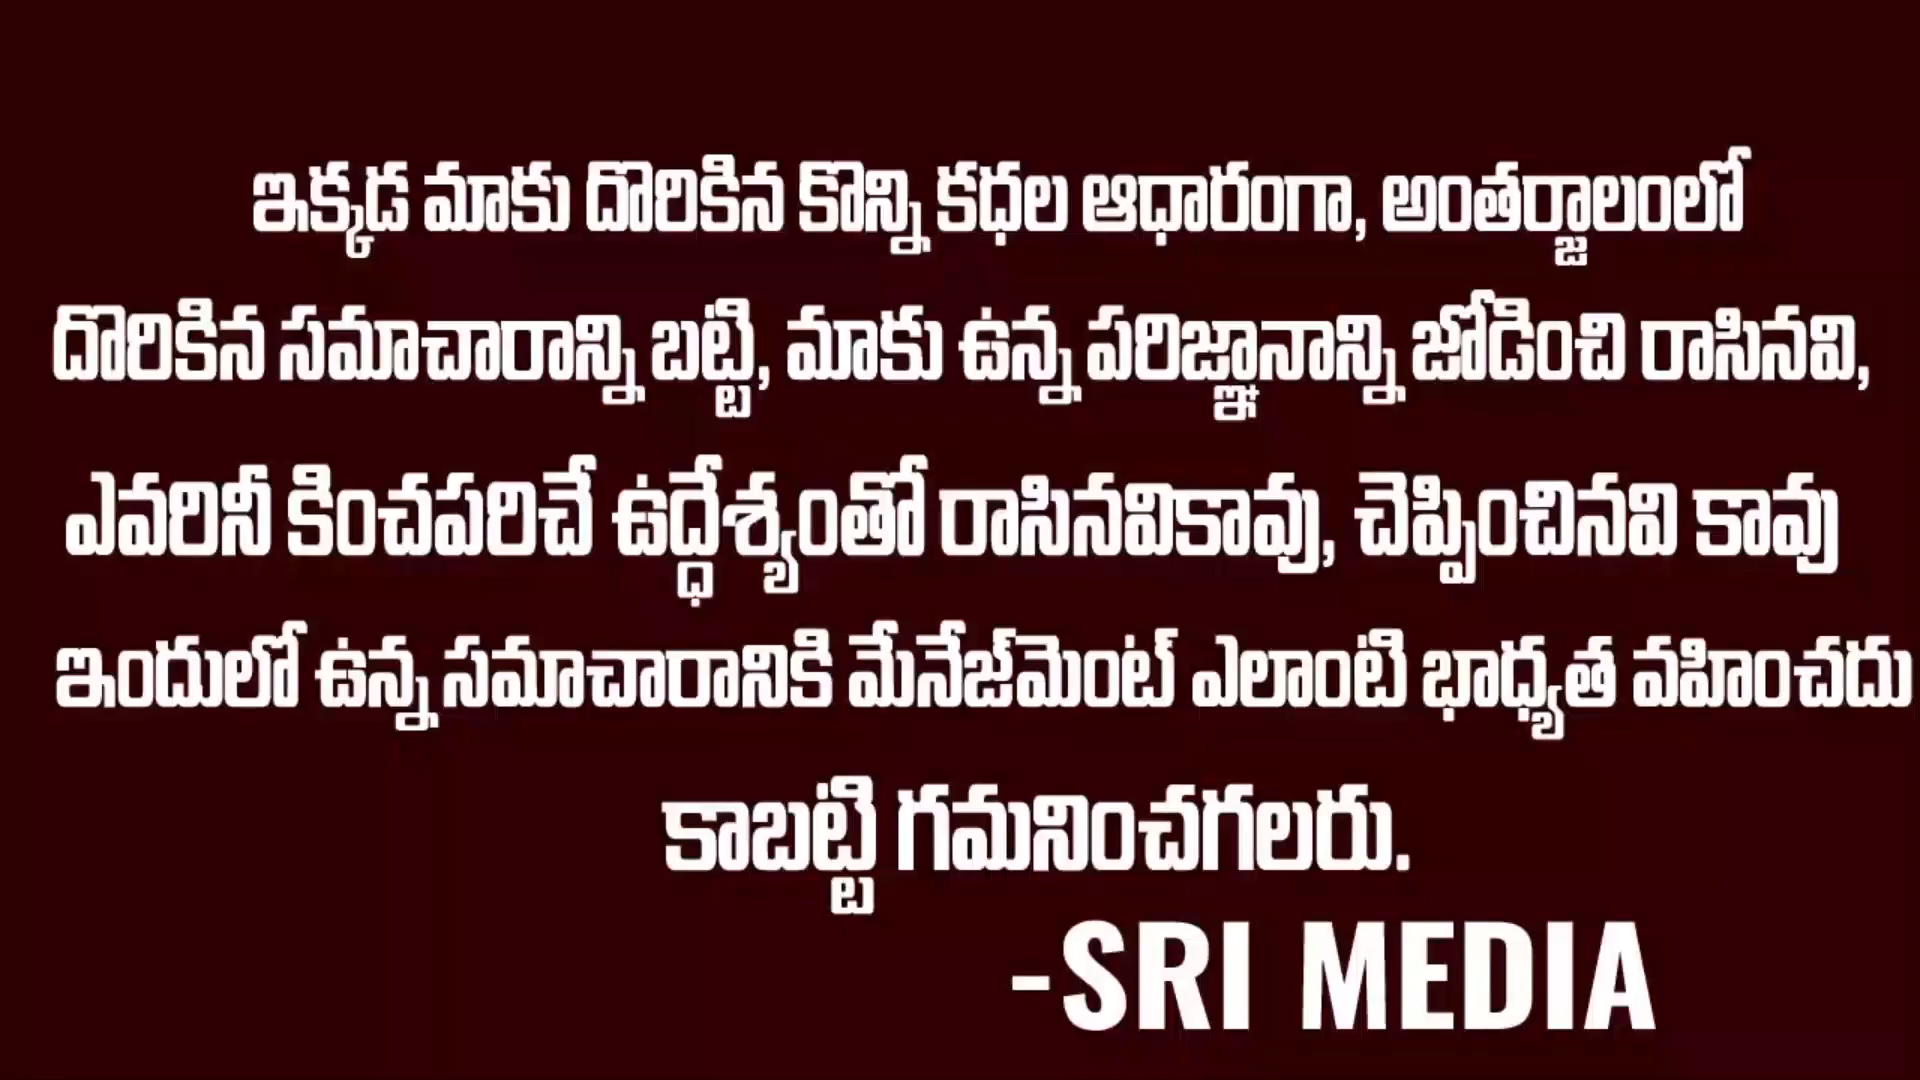 ఇక్కడ మాకు దొరికిన కొన్ని కధల ఆధారంగా, అంతర్జాలంలో
దొరికిన సమాచారాన్ని బట్టి, మాకు ఉన్న పరిజ్ఞానాన్ని జోడించి రాసినవి,
ఎవరినీ కించపరిచే ఉద్ధేశ్యంతో రాసినవికావు, చెప్పించినవి కావు
ఇందులో ఉన్న సమాచారానికి మేనేజ్‌మెంట్ ఎలాంటి భాధ్యత వహించదు
కాబట్టి గమనించగలరు.
-SRI MEDIA